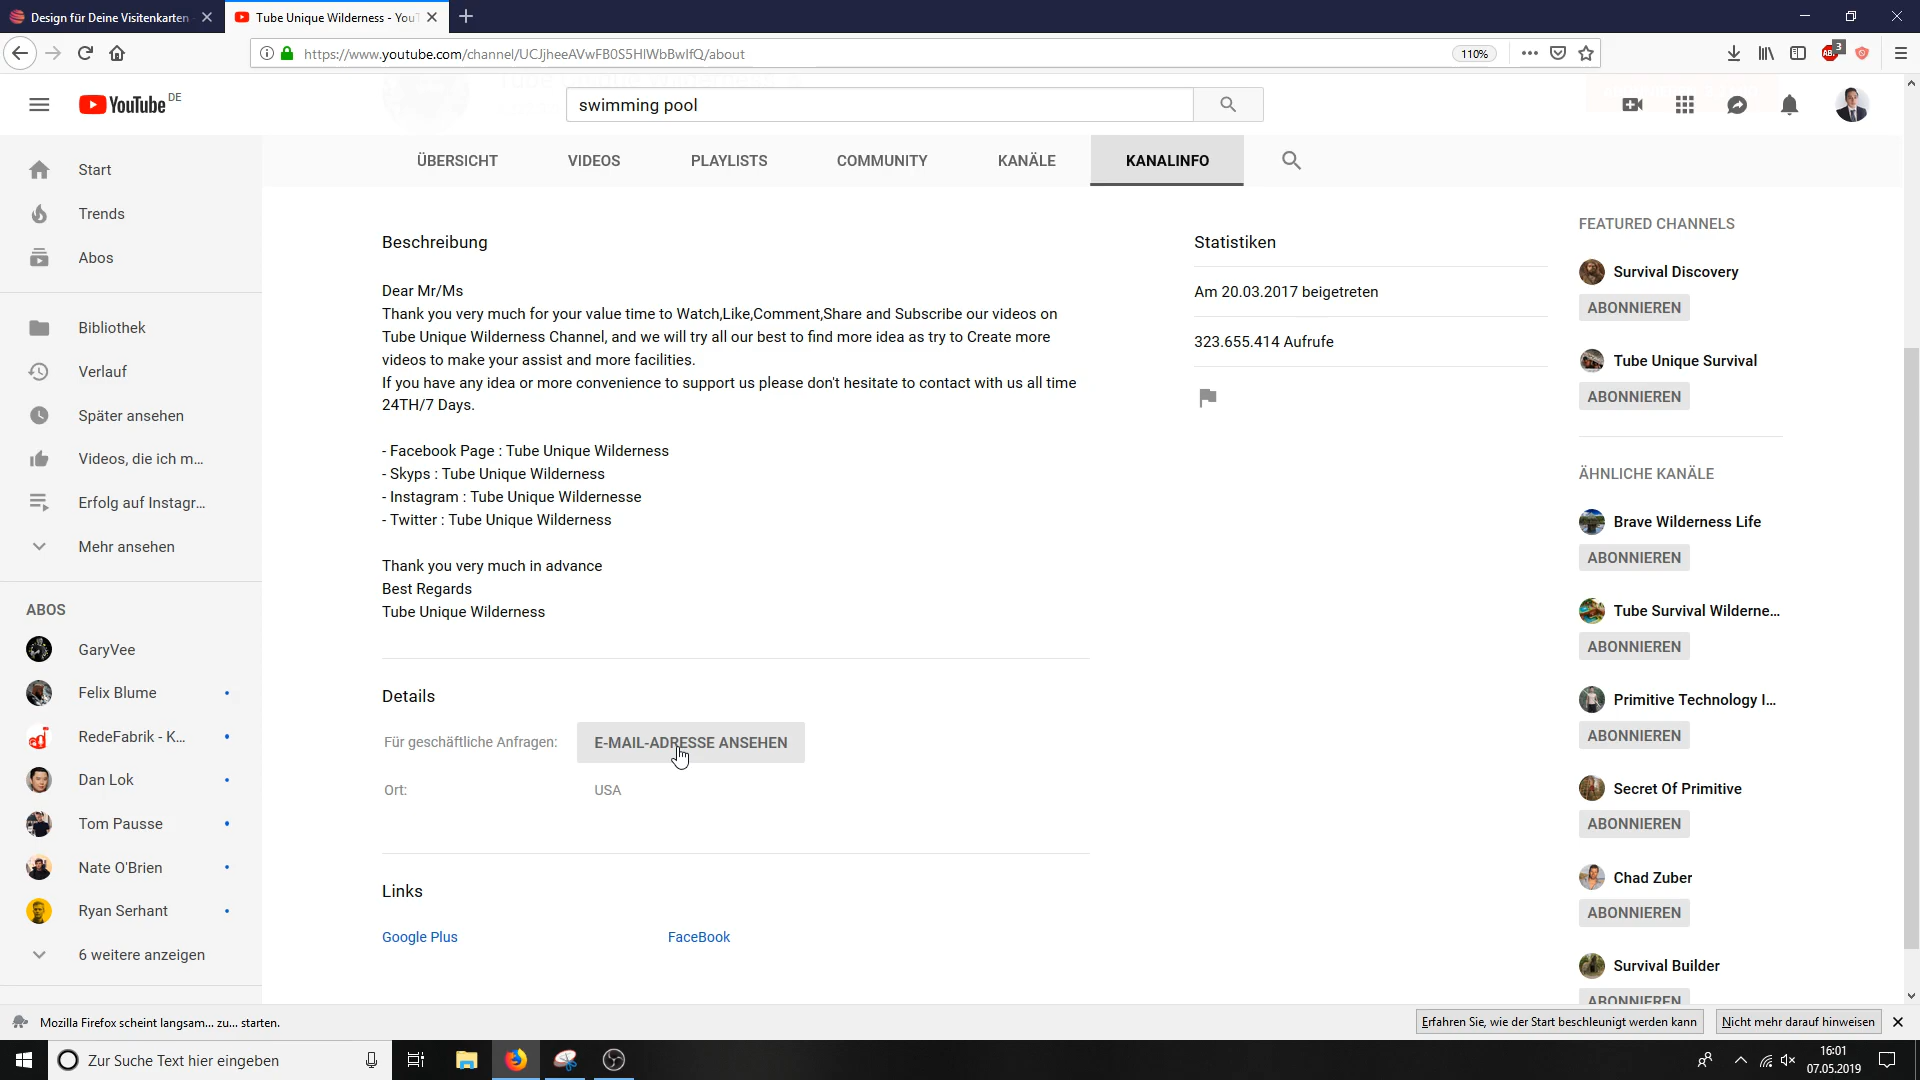 Design für Deine Visitenkarten
Tube Unique Wilderness - YouT
https://www.youtube.com/channel/UCJjheeAVwFB0S5HlWbBwIfQ/about
110%
3
YouTube DE
swimming pool
ÜBERSICHT
VIDEOS
PLAYLISTS
COMMUNITY
KANÄLE
KANALINFO
Start
Trends
Abos
Bibliothek
Verlauf
Später ansehen
Videos, die ich m...
Erfolg auf Instagr...
Mehr ansehen
ABOS
GaryVee
Felix Blume
RedeFabrik - K...
Dan Lok
Tom Pausse
Nate O'Brien
Ryan Serhant
6 weitere anzeigen
Beschreibung
Dear Mr/Ms
Thank you very much for your value time to Watch,Like,Comment,Share and Subscribe our videos on
Tube Unique Wilderness Channel, and we will try all our best to find more idea as try to Create more
videos to make your assist and more facilities.
If you have any idea or more convenience to support us please don't hesitate to contact with us all time
24TH/7 Days.
- Facebook Page : Tube Unique Wilderness
- Skyps : Tube Unique Wilderness
- Instagram : Tube Unique Wildernesse
- Twitter : Tube Unique Wilderness
Thank you very much in advance
Best Regards
Tube Unique Wilderness
Details
Für geschäftliche Anfragen:
E-MAIL-ADRESSE ANSEHEN
Ort:
USA
Links
Google Plus
FaceBook
Statistiken
Am 20.03.2017 beigetreten
323.655.414 Aufrufe
FEATURED CHANNELS
Survival Discovery
ABONNIEREN
Tube Unique Survival
ABONNIEREN
ÄHNLICHE KANÄLE
Brave Wilderness Life
ABONNIEREN
Tube Survival Wilderne...
ABONNIEREN
Primitive Technology I...
ABONNIEREN
Secret Of Primitive
ABONNIEREN
Chad Zuber
ABONNIEREN
Survival Builder
ABONNIEREN
Mozilla Firefox scheint langsam... zu... starten.
Erfahren Sie, wie der Start beschleunigt werden kann
Nicht mehr darauf hinweisen
Zur Suche Text hier eingeben
16:01
07.05.2019